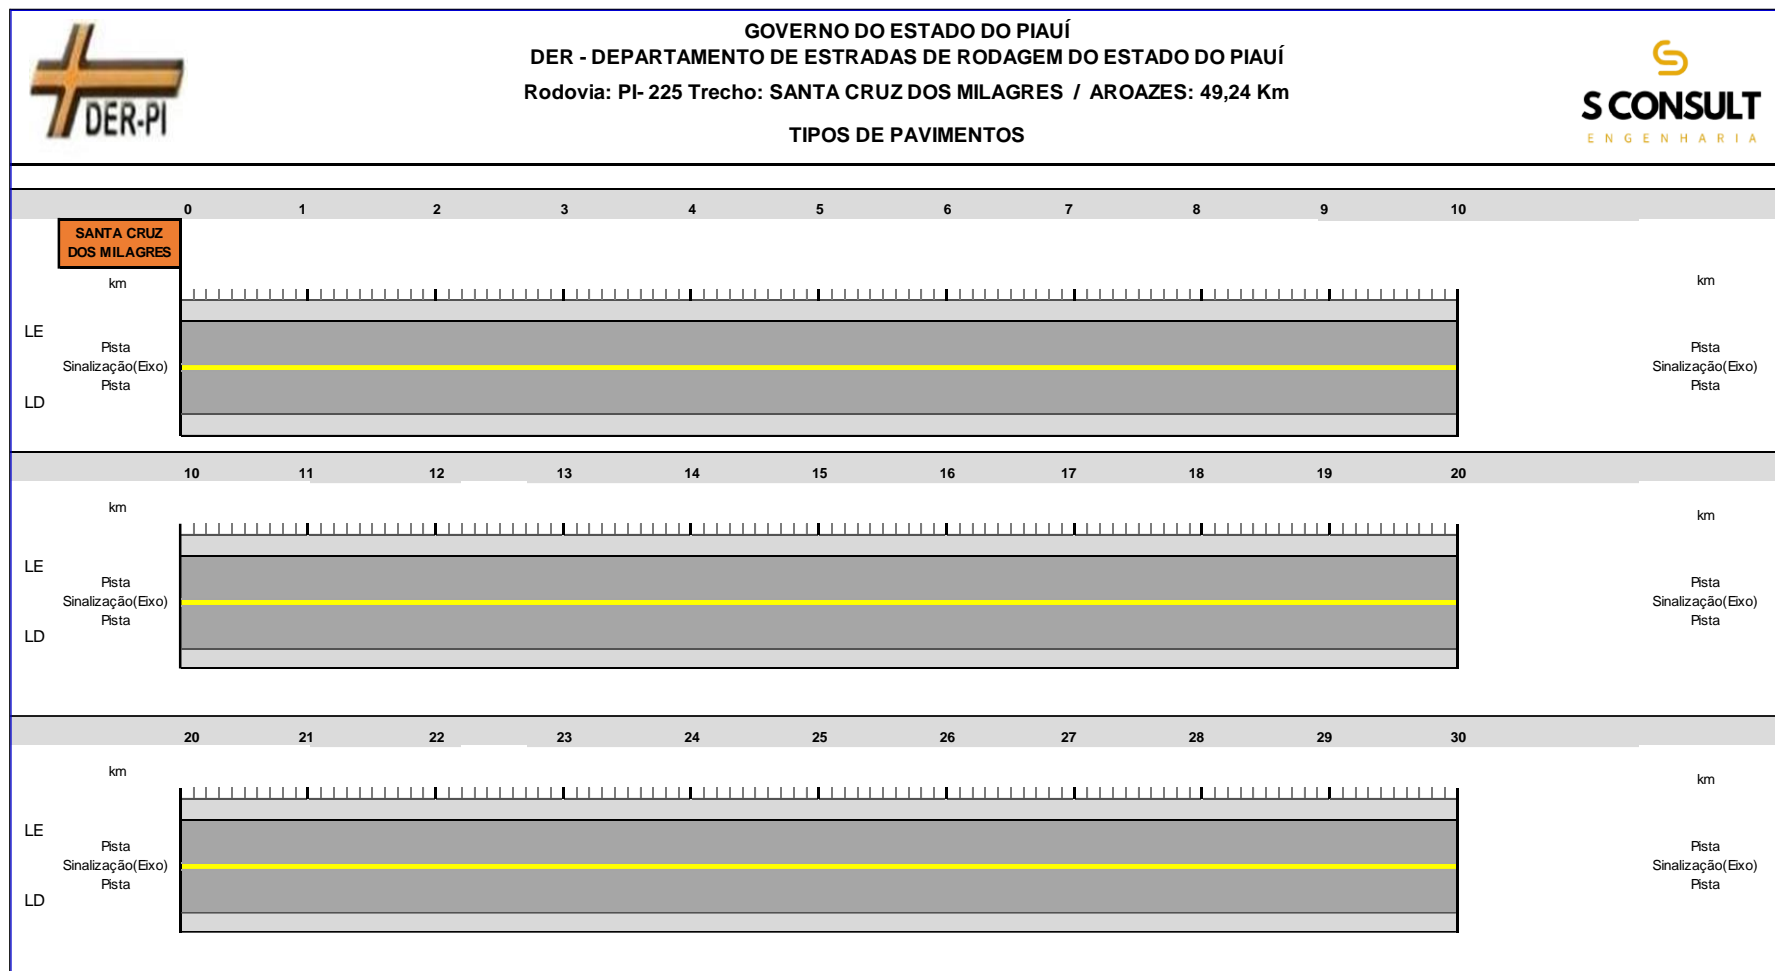 DER-PI
GOVERNO DO ESTADO DO PIAUÍ
DER - DEPARTAMENTO DE ESTRADAS DE RODAGEM DO ESTADO DO PIAUÍ
Rodovia: PI- 225 Trecho: SANTA CRUZ DOS MILAGRES / AROAZES: 49,24 Km
TIPOS DE PAVIMENTOS
S CONSULT
ENGENHARIA
0 1 2 3 4 5 6 7 8 9 10
SANTA CRUZ
DOS MILAGRES
km km
LE
Pista Pista
Sinalização(Eixo) Sinalização(Eixo)
Pista Pista
LD
10 11 12 13 14 15 16 17 18 19 20
km km
LE
Pista Pista
Sinalização(Eixo) Sinalização(Eixo)
Pista Pista
LD
20 21 22 23 24 25 26 27 28 29 30
km km
LE
Pista Pista
Sinalização(Eixo) Sinalização(Eixo)
Pista Pista
LD